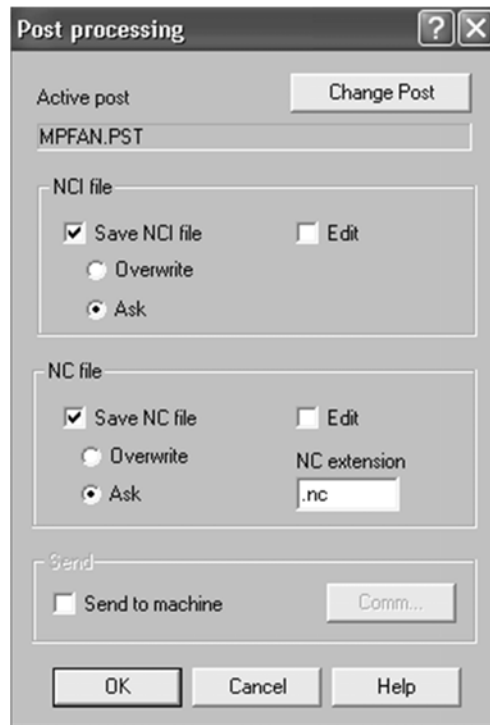 Post processing
Active post
Change Post
MPFAN.PST
NCI file
Save NCI file
Edit
Overwrite
Ask
NC file
Save NC file
Edit
Overwrite
NC extension
Ask
.nc
Send
Send to machine
Comm...
OK
Cancel
Help